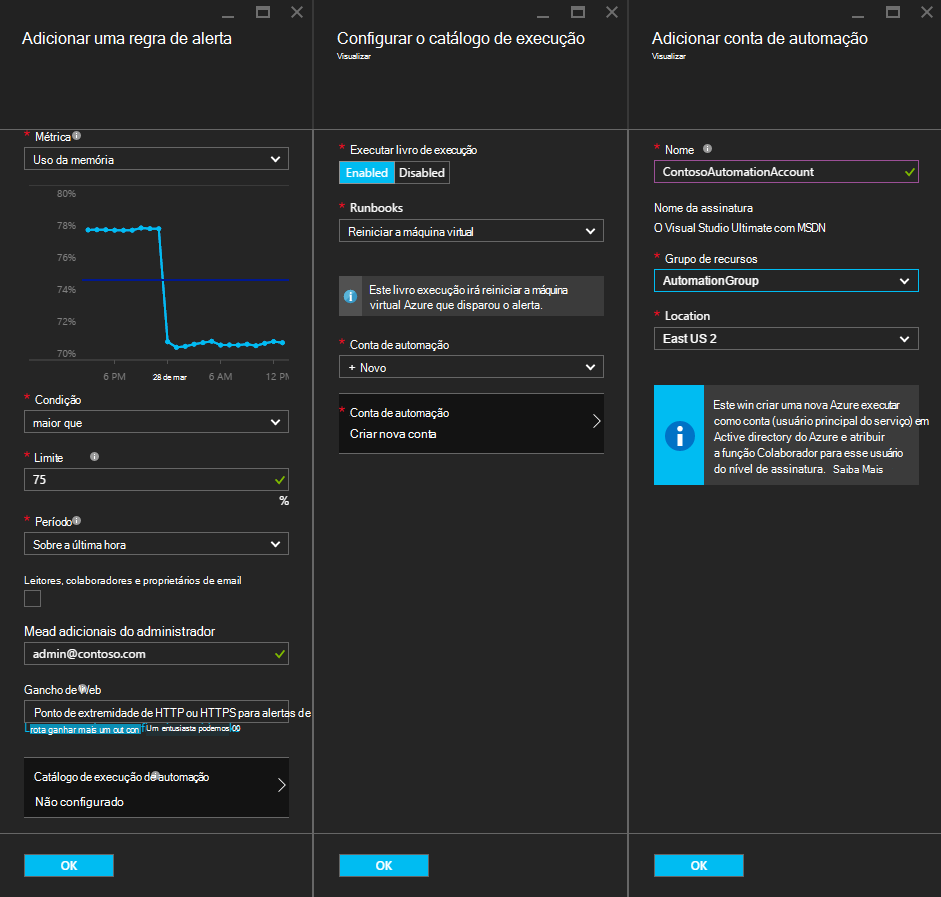 Adicionar uma regra de alerta
* Métrica
Uso da memória
80%
78%
76%
74%
72%
70%
6 PM
28 de mar
6 AM
12 PM
* Condição
maior que
* Limite
75
%
* Período
Sobre a última hora
Leitores, colaboradores e proprietários de email
Mead adicionais do administrador
admin@contoso.com
Gancho de Web
Ponto de extremidade de HTTP ou HTTPS para alertas de
rota ganhar mais um out con
Um entusiasta podemos
Catálogo de execução de automação
Não configurado
OK
Configurar o catálogo de execução
Visualizar
* Executar livro de execução
Enabled
Disabled
* Runbooks
Reiniciar a máquina virtual
Este livro execução irá reiniciar a máquina
virtual Azure que disparou o alerta.
* Conta de automação
+ Novo
* Conta de automação
Criar nova conta
OK
Adicionar conta de automação
Visualizar
* Nome
ContosoAutomationAccount
Nome da assinatura
O Visual Studio Ultimate com MSDN
* Grupo de recursos
AutomationGroup
* Location
East US 2
Este win criar uma nova Azure executar
como conta (usuário principal do serviço) em
Active directory do Azure e atribuir
a função Colaborador para esse usuário
do nível de assinatura. Saiba Mais
OK